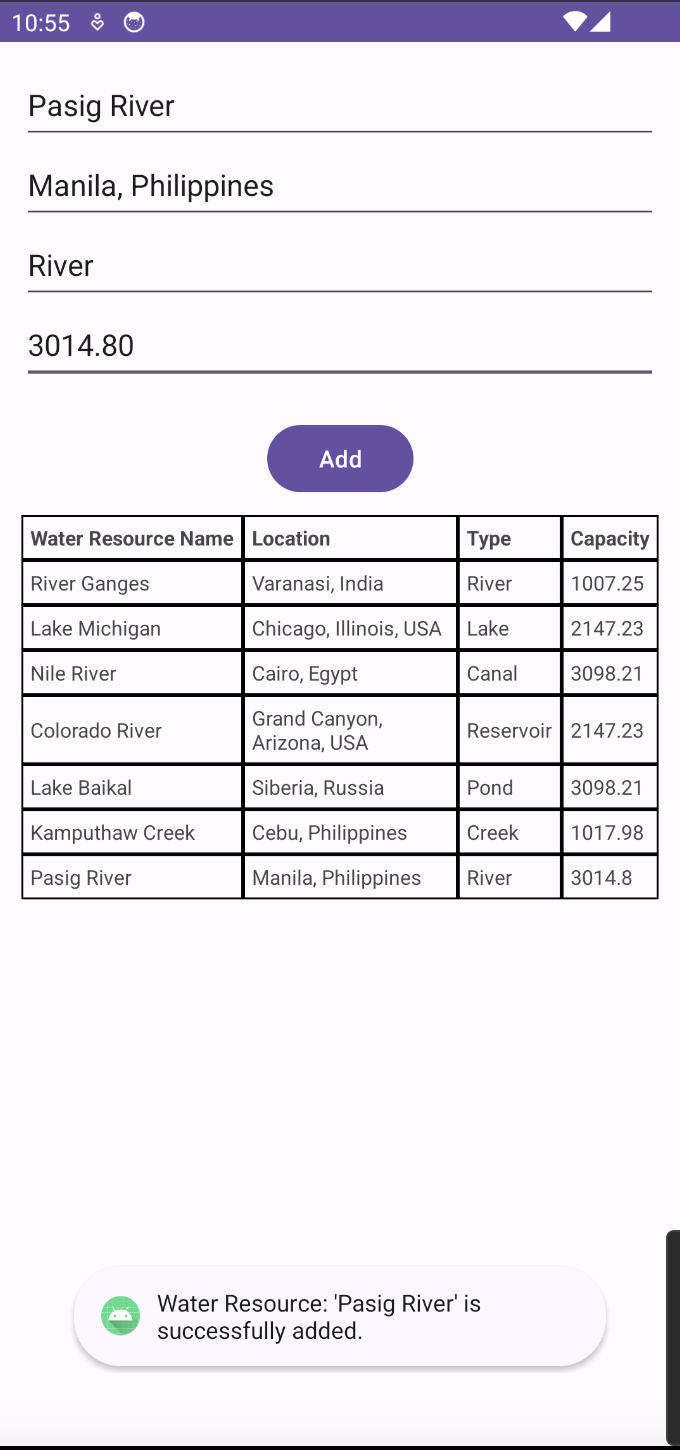 10:55
Pasig River
Manila, Philippines
River
3014.80
Add
Water Resource Name Location Type Capacity
River Ganges Varanasi, India River 1007.25
Lake Michigan Chicago, Illinois, USA Lake 2147.23
Nile River Cairo, Egypt Canal 3098.21
Colorado River Grand Canyon, Arizona, USA Reservoir 2147.23
Lake Baikal Siberia, Russia Pond 3098.21
Kamputhaw Creek Cebu, Philippines Creek 1017.98
Pasig River Manila, Philippines River 3014.8
Water Resource: 'Pasig River' is
successfully added.